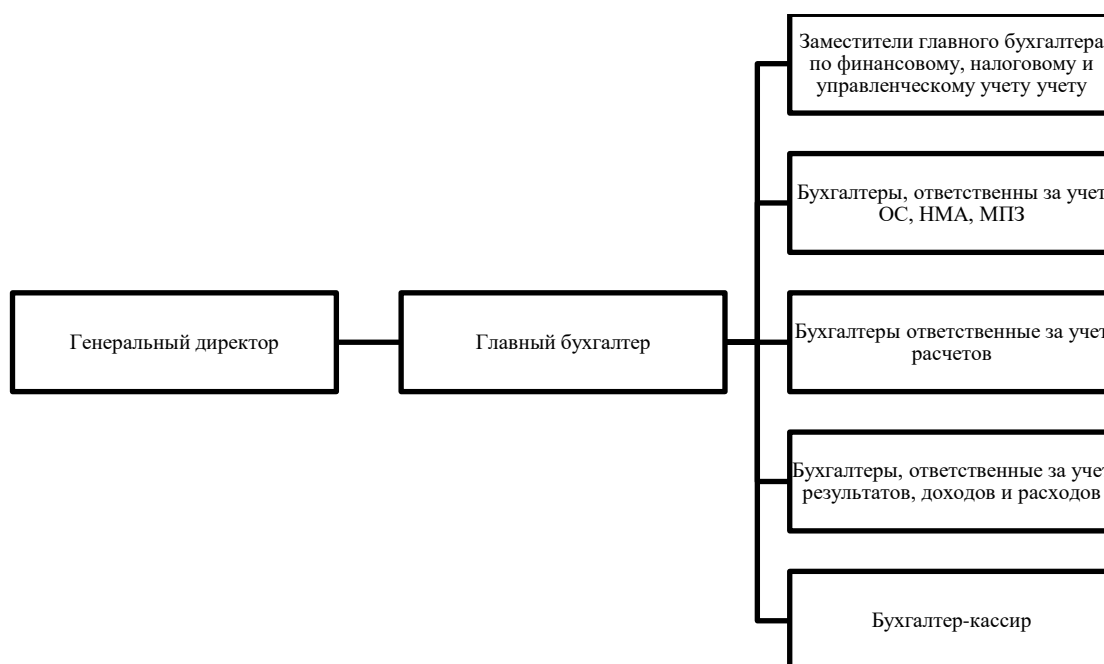 Заместители главного бухгалтера
по финансовому, налоговому и
управленческому учету учету
Бухгалтеры, ответственны за учет
ОС, НМА, МПЗ
Генеральный директор
Главный бухгалтер
Бухгалтеры ответственные за учет
расчетов
Бухгалтеры, ответственные за учет
результатов, доходов и расходов
Бухгалтер-кассир